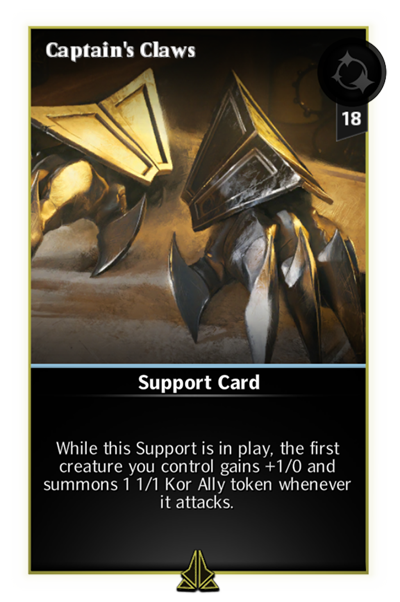 Captain's Claws
18
Support Card
While this Support is in play, the first
creature you control gains +1/0 and
summons 1 1/1 Kor Ally token whenever
it attacks.